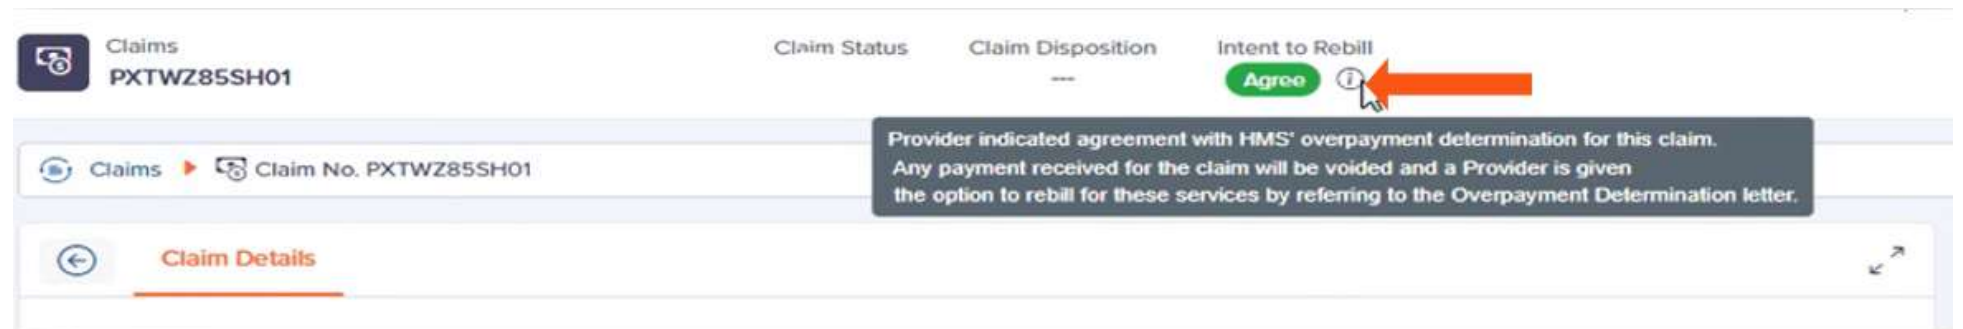 Claims
PXTWZ85SH01
Claim Status
Claim Disposition
---
Intent to Rebill
Agree
Provider indicated agreement with HMS' overpayment determination for this claim.
Any payment received for the claim will be voided and a Provider is given
the option to rebill for these services by referring to the Overpayment Determination letter.
Claims
Claim No. PXTWZ85SH01
Claim Details